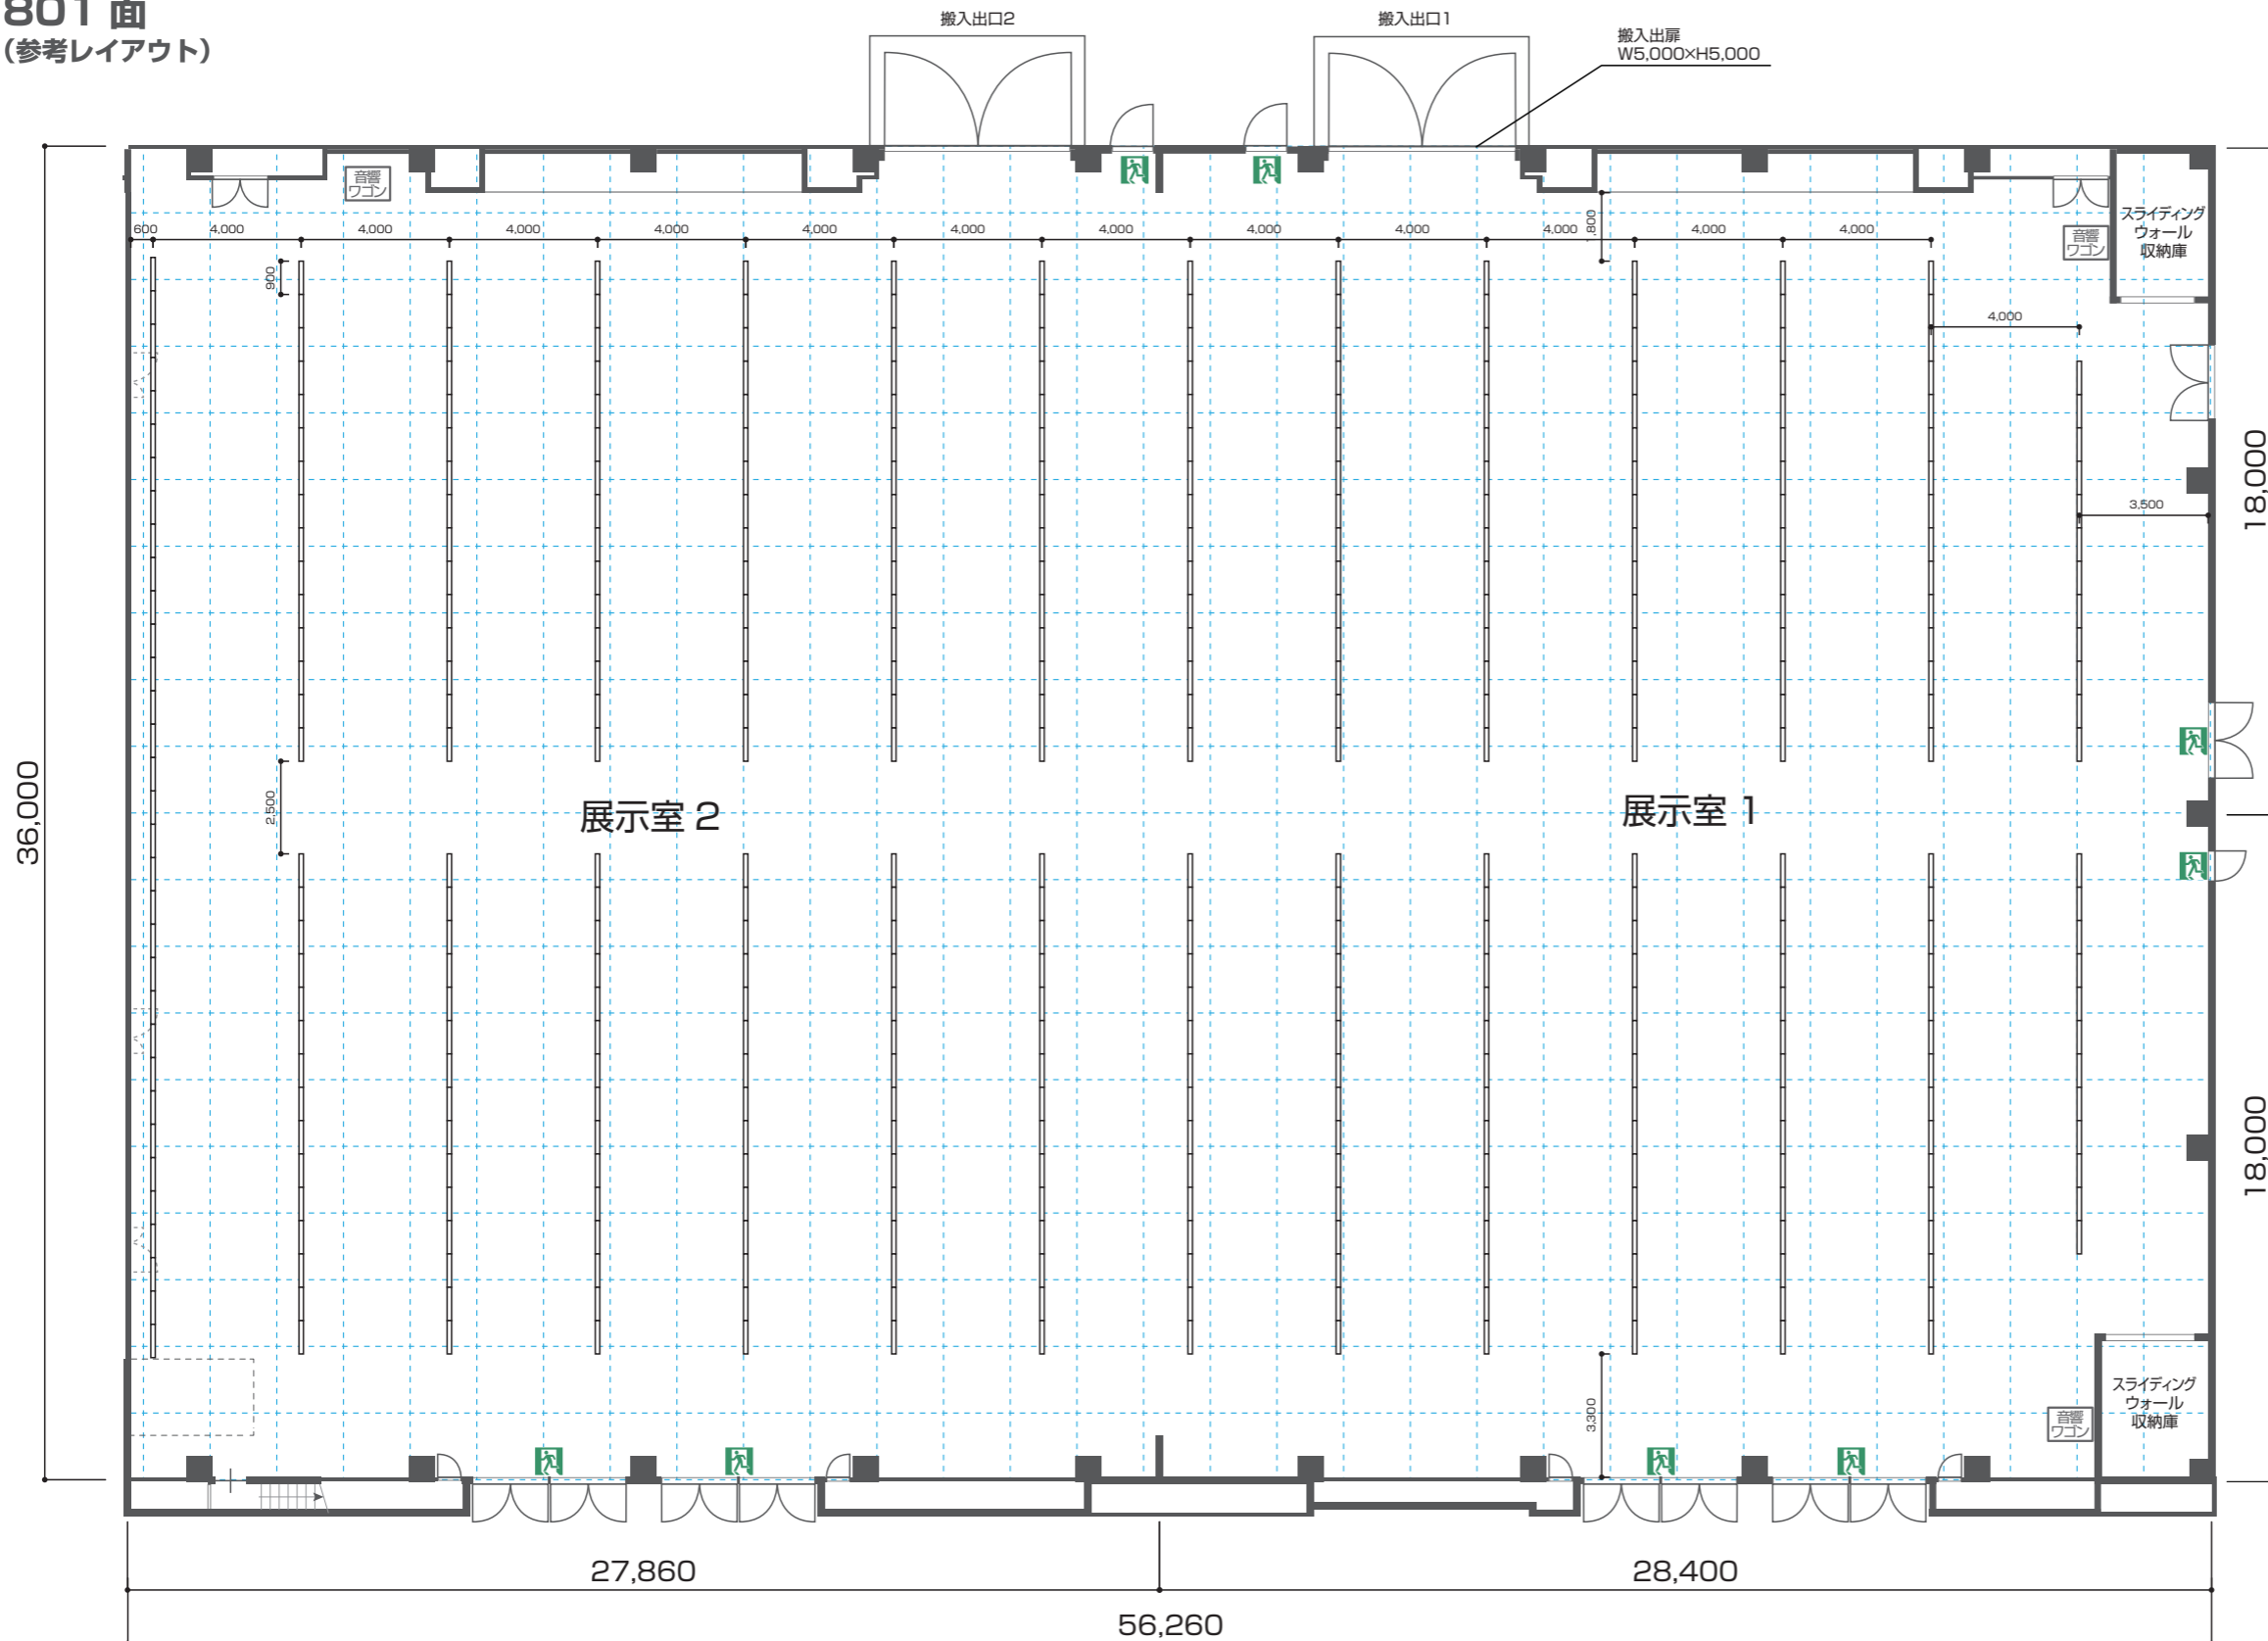 801面
（参考レイアウト）
搬入出口2
搬入出口1
搬入出扉
W5,000×H5,000
音響
ワゴン
スライディング
ウォール
収納庫
音響
ワゴン
600
4,000
4,000
4,000
4,000
4,000
4,000
4,000
4,000
4,000
4,000
4,000
4,000
1,800
900
4,000
3,500
18,000
36,000
2,500
展示室 2
展示室 1
18,000
3,300
スライディング
ウォール
収納庫
音響
ワゴン
27,860
28,400
56,260